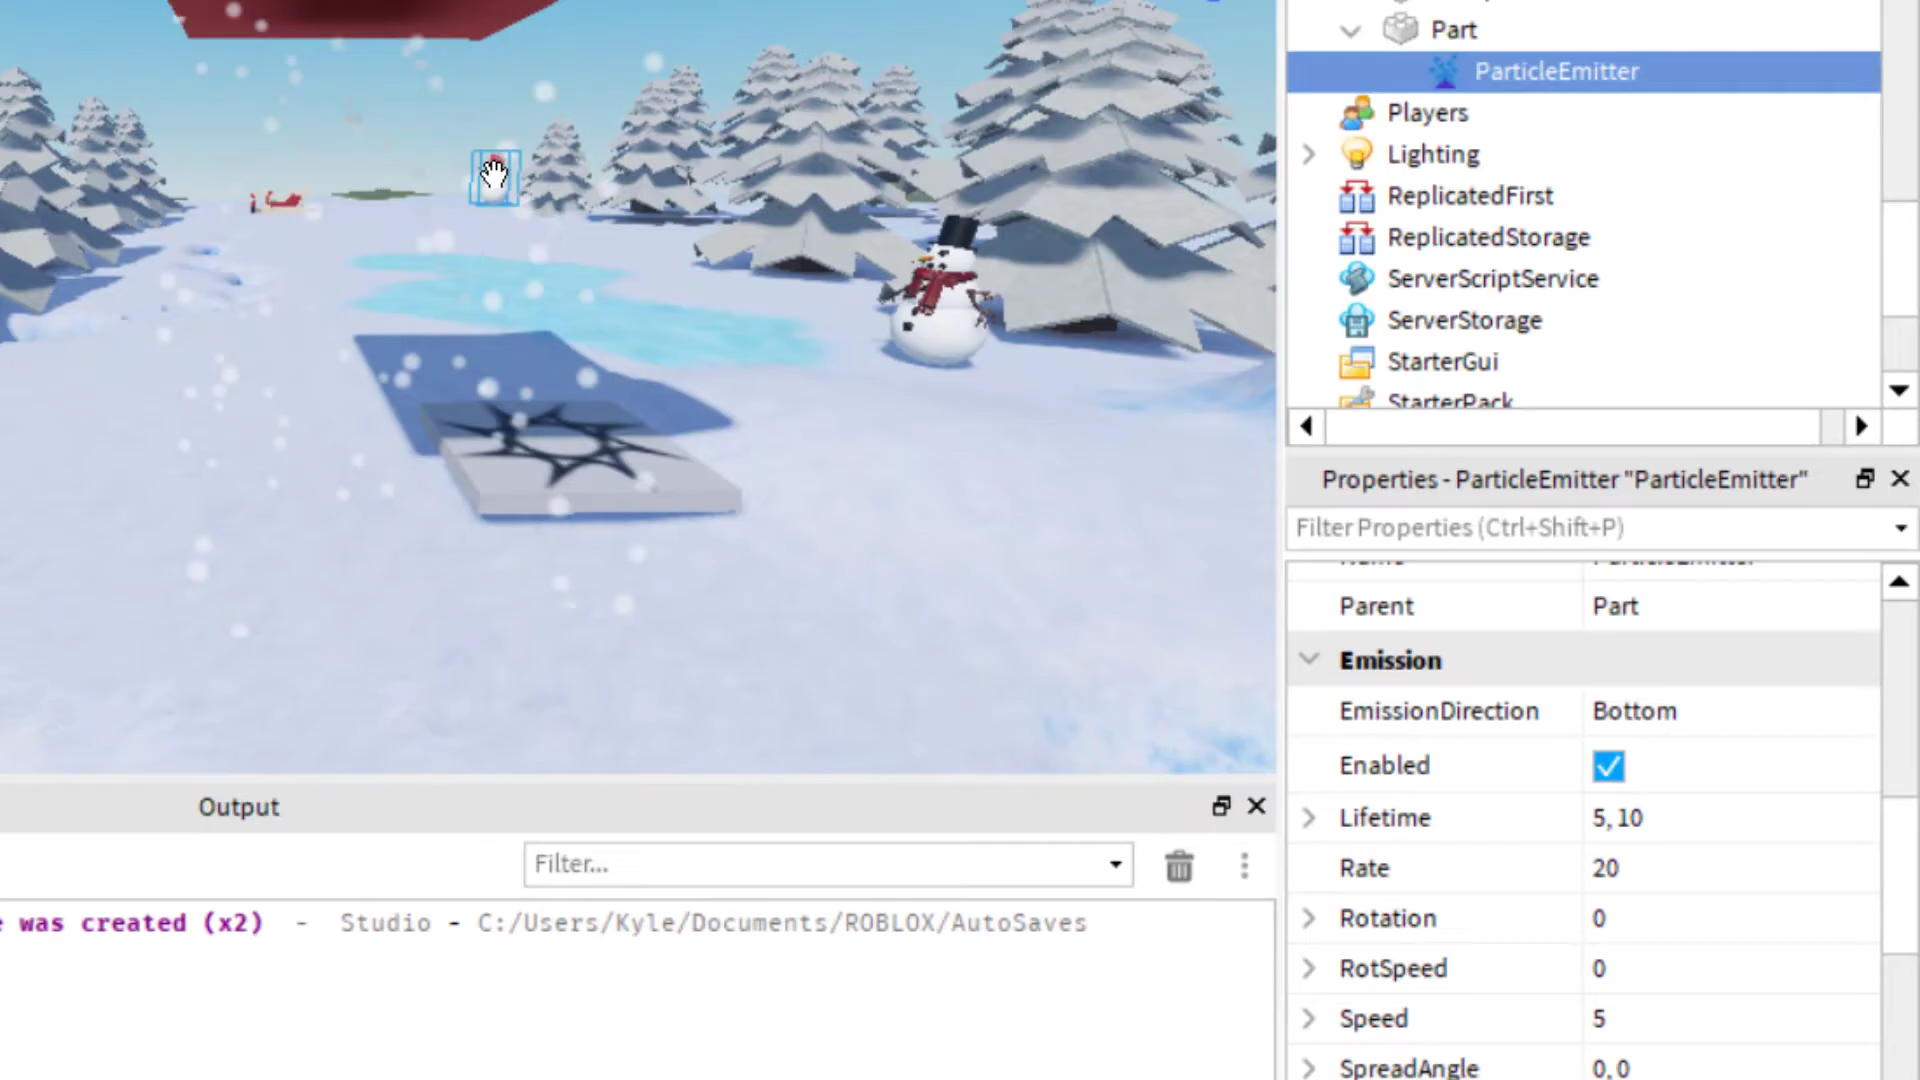 Part
ParticleEmitter
Players
Lighting
ReplicatedFirst
ReplicatedStorage
ServerScriptService
ServerStorage
StarterGui
StarterPack
Properties - ParticleEmitter "ParticleEmitter"
Filter Properties (Ctrl+Shift+P)
Parent Part
Emission
EmissionDirection Bottom
Enabled
Lifetime 5, 10
Rate 20
Rotation 0
RotSpeed 0
Speed 5
SpreadAngle 0, 0
Output
Filter...
was created (x2) - Studio - C:/Users/Kyle/Documents/ROBLOX/AutoSaves